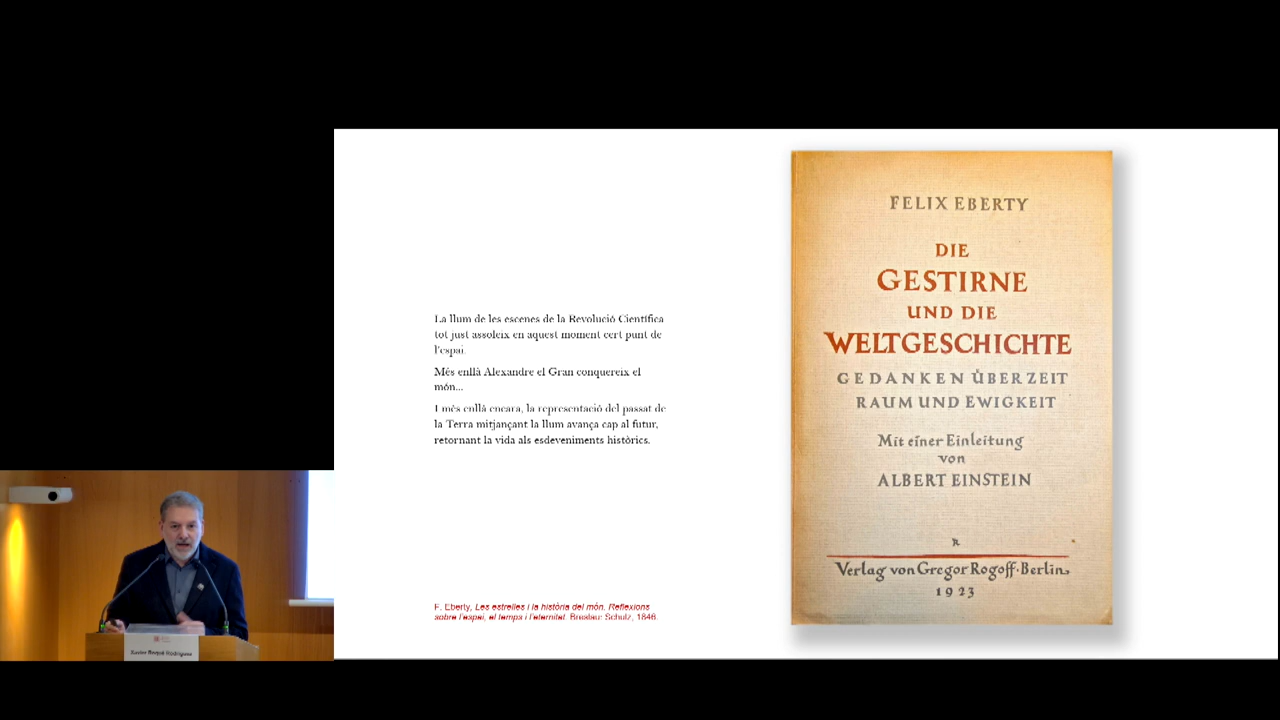 La llum de les escenes de la Revolució Científica
tot just assoleix en aquest moment cert punt de
l'espai.
Més enllà Alexandre el Gran conquereix el
món...
I més enllà encara, la representació del passat de
la Terra mitjançant la llum avança cap al futur,
retornant la vida als esdeveniments històrics.
F. Eberty, Les estrelles i la història del món. Reflexions
sobre l'espai, el temps i l'eternitat. Breslau: Schulz, 1846.
FELIX EBERTY
DIE
GESTIRNE
UND DIE
WELTGESCHICHTE
GEDANKEN ÜBER ZEIT
RAUM UND EWIGKEIT
Mit einer Einleitung
von
ALBERT EINSTEIN
R
Verlag von Gregor Rogoff·Berlin
1923
Rodríguez